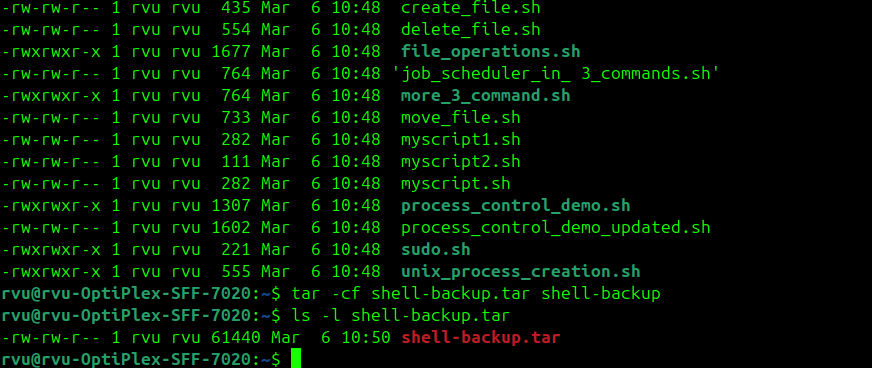 -rw-rw-r-- 1 rvu rvu 435 Mar 6 10:48 create_file.sh
-rw-rw-r-- 1 rvu rvu 554 Mar 6 10:48 delete_file.sh
-rwxrwxr-x 1 rvu rvu 1677 Mar 6 10:48 file_operations.sh
-rw-rw-r-- 1 rvu rvu 764 Mar 6 10:48 'job_scheduler_in_ 3_commands.sh'
-rwxrwxr-x 1 rvu rvu 764 Mar 6 10:48 more_3_command.sh
-rw-rw-r-- 1 rvu rvu 733 Mar 6 10:48 move_file.sh
-rw-rw-r-- 1 rvu rvu 282 Mar 6 10:48 myscript1.sh
-rw-rw-r-- 1 rvu rvu 111 Mar 6 10:48 myscript2.sh
-rw-rw-r-- 1 rvu rvu 282 Mar 6 10:48 myscript.sh
-rwxrwxr-x 1 rvu rvu 1307 Mar 6 10:48 process_control_demo.sh
-rw-rw-r-- 1 rvu rvu 1602 Mar 6 10:48 process_control_demo_updated.sh
-rwxrwxr-x 1 rvu rvu 221 Mar 6 10:48 sudo.sh
-rwxrwxr-x 1 rvu rvu 555 Mar 6 10:48 unix_process_creation.sh
rvu@rvu-OptiPlex-SFF-7020:~$ tar -cf shell-backup.tar shell-backup
rvu@rvu-OptiPlex-SFF-7020:~$ ls -l shell-backup.tar
-rw-rw-r-- 1 rvu rvu 61440 Mar 6 10:50 shell-backup.tar
rvu@rvu-OptiPlex-SFF-7020:~$